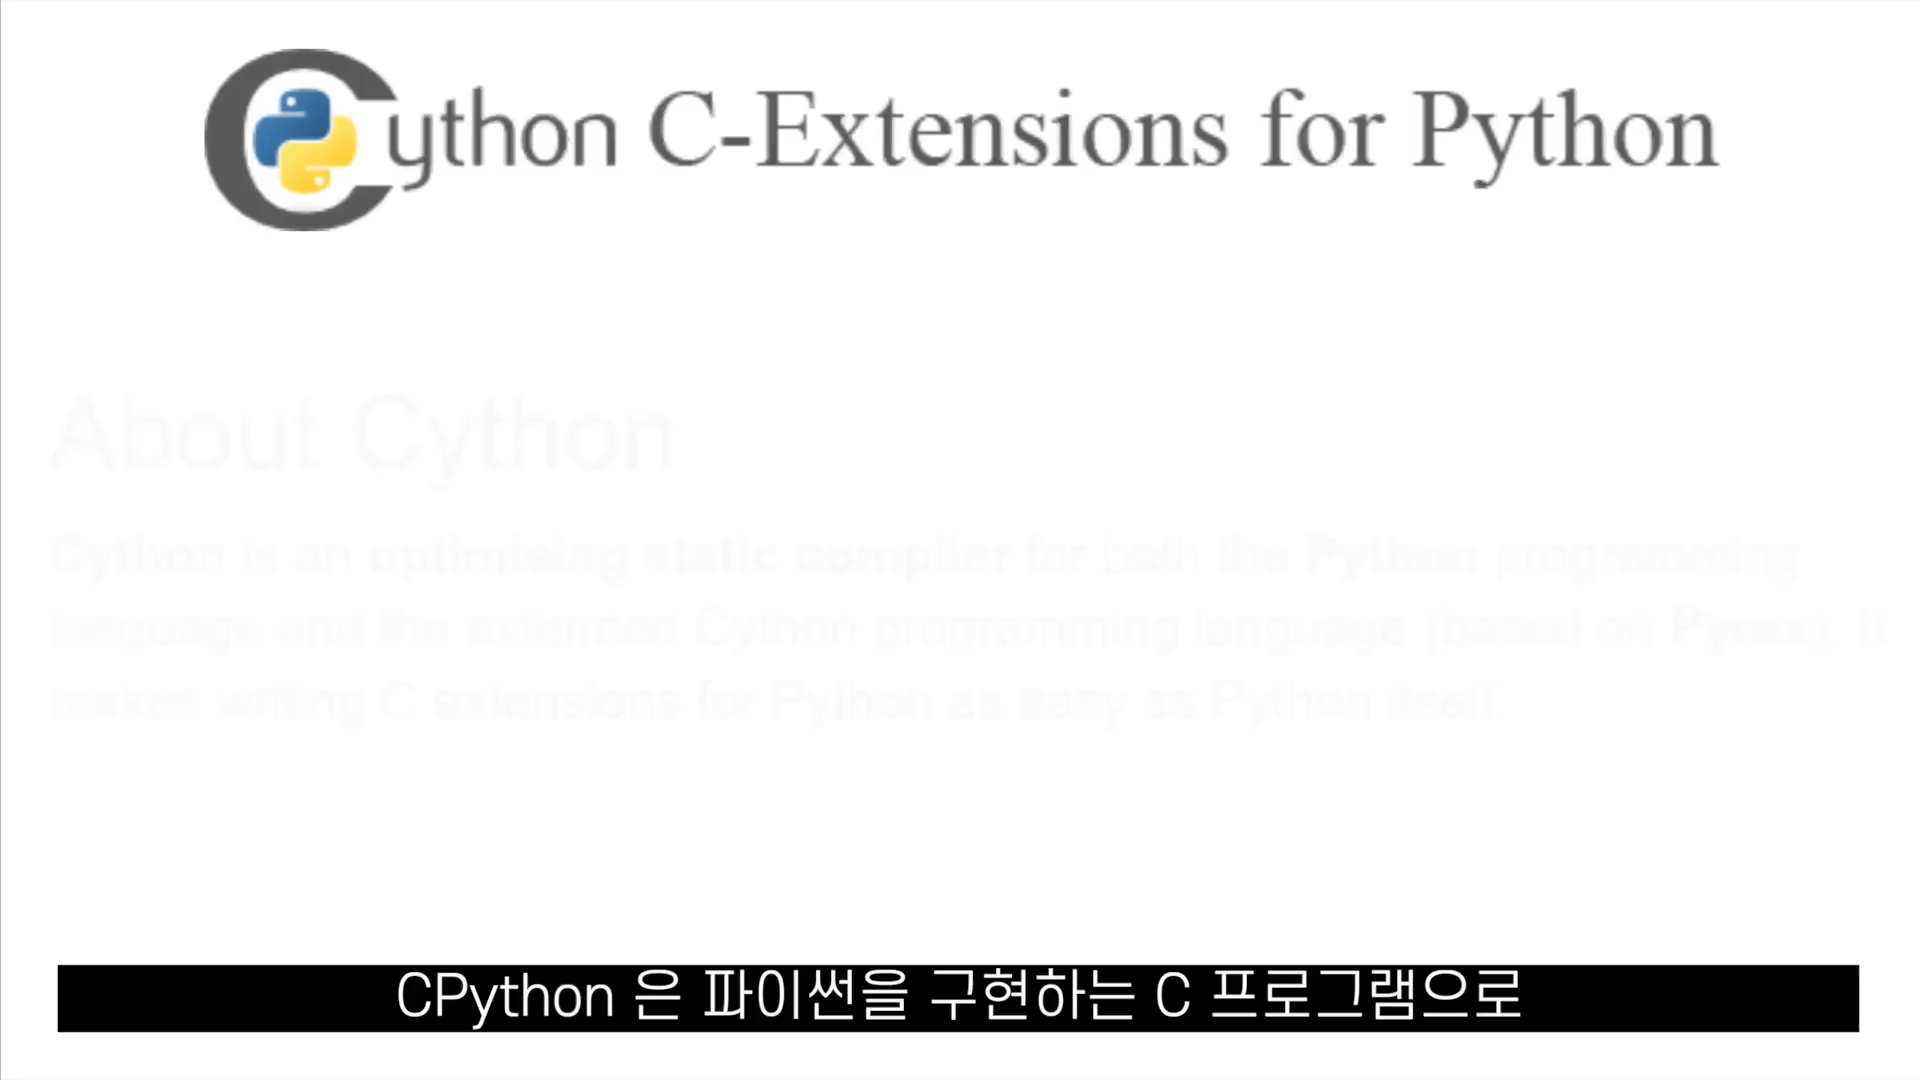 Cython C-Extensions for Python
About Cython
Cython is an optimising static compiler for both the Python programming
language and the extended Cython programming language (based on Pyrex). It
makes writing C extensions for Python as easy as Python itself.
CPython 은 파이썬을 구현하는 C 프로그램으로